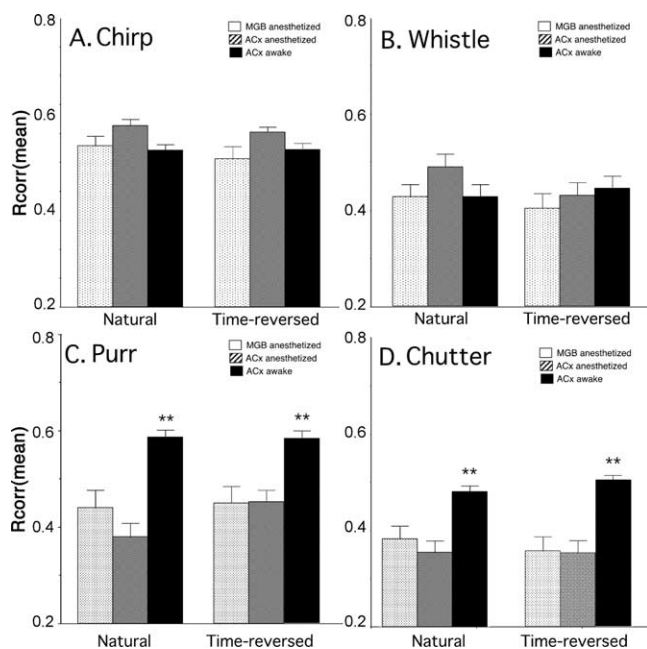 A. Chirp
MGB anesthetized
ACx anesthetized
ACx awake
0.8
0.6
0.4
0.2
Rcorr(mean)
Natural
Time-reversed
B. Whistle
MGB anesthetized
ACx anesthetized
ACx awake
0.8
0.6
0.4
0.2
Natural
Time-reversed
C. Purr
MGB anesthetized
ACx anesthetized
ACx awake
0.8
0.6
0.4
0.2
Rcorr(mean)
**
**
Natural
Time-reversed
D. Chutter
MGB anesthetized
ACx anesthetized
ACx awake
0.8
0.6
0.4
0.2
**
**
Natural
Time-reversed